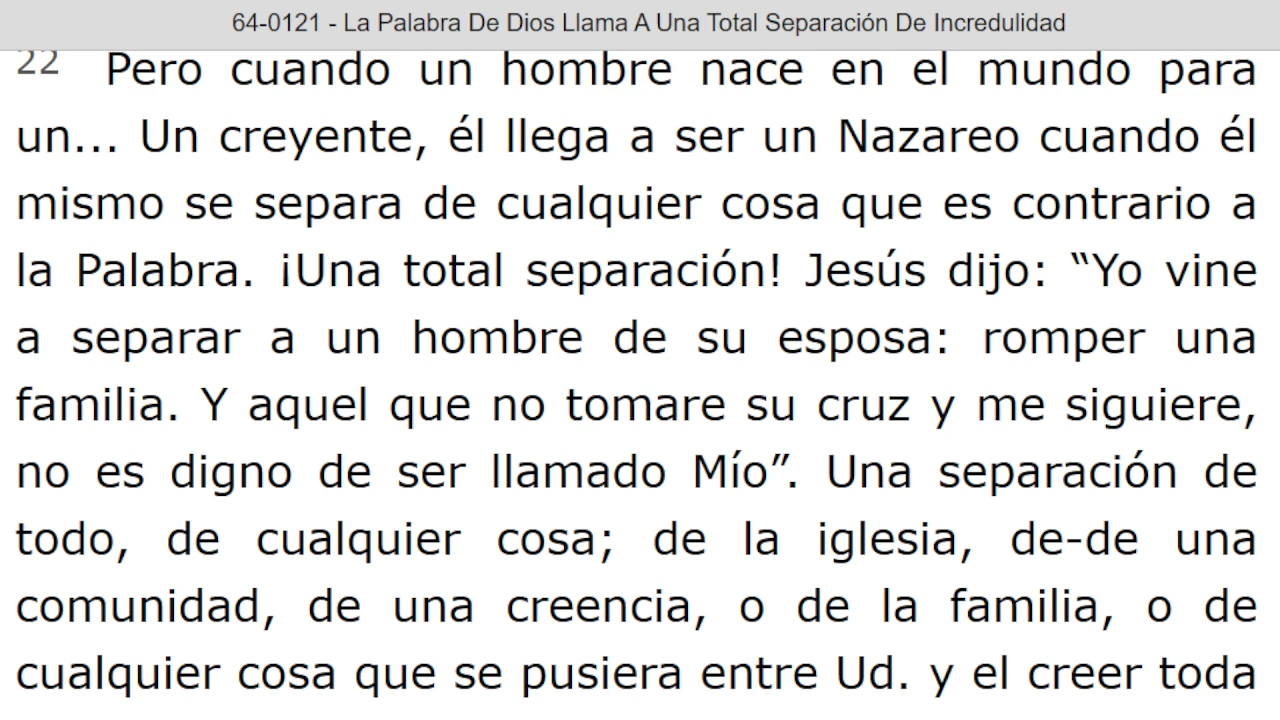 64-0121 - La Palabra De Dios Llama A Una Total Separación De Incredulidad
22 Pero cuando un hombre nace en el mundo para
un... Un creyente, él llega a ser un Nazareo cuando él
mismo se separa de cualquier cosa que es contrario a
la Palabra. ¡Una total separación! Jesús dijo: “Yo vine
a separar a un hombre de su esposa: romper una
familia. Y aquel que no tomare su cruz y me siguiere,
no es digno de ser llamado Mío”. Una separación de
todo, de cualquier cosa; de la iglesia, de-de una
comunidad, de una creencia, o de la familia, o de
cualquier cosa que se pusiera entre Ud. y el creer toda